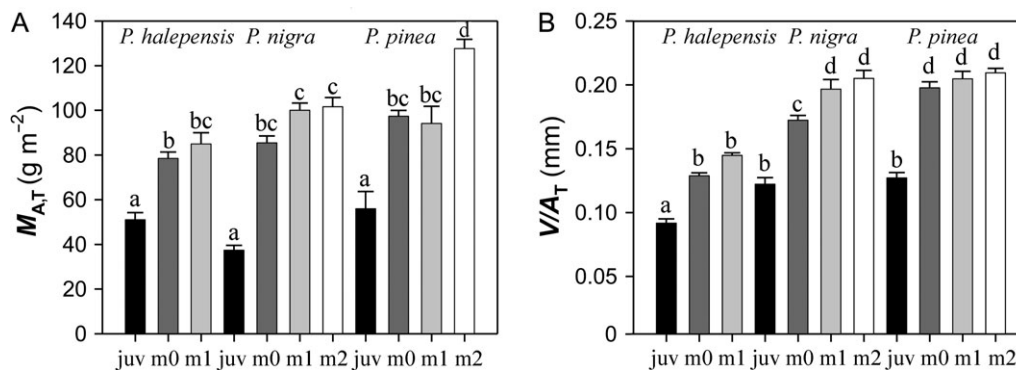 A
P. halepensis P. nigra P. pinea
M_A,T (g m⁻²)
140
120
100
80
60
40
20
0
a b bc a bc c c a bc bc d
juv m0 m1 juv m0 m1 m2 juv m0 m1 m2
B
P. halepensis P. nigra P. pinea
V/A_T (mm)
0.25
0.20
0.15
0.10
0.05
0.00
a b b b c d d b d d d
juv m0 m1 juv m0 m1 m2 juv m0 m1 m2